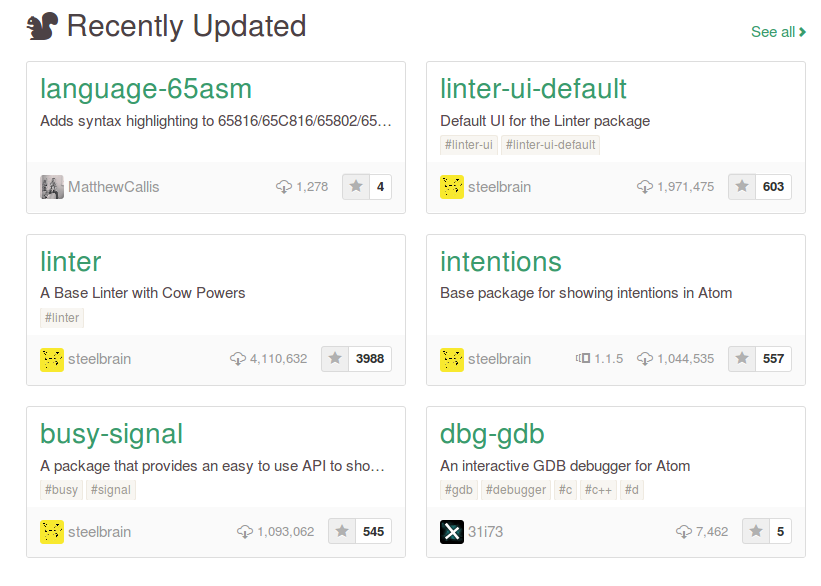 Recently Updated
See all
language-65asm
Adds syntax highlighting to 65816/65C816/65802/65…
MatthewCallis 1,278 4
linter-ui-default
Default UI for the Linter package
#linter-ui #linter-ui-default
steelbrain 1,971,475 603
linter
A Base Linter with Cow Powers
#linter
steelbrain 4,110,632 3988
intentions
Base package for showing intentions in Atom
steelbrain 1.1.5 1,044,535 557
busy-signal
A package that provides an easy to use API to sho…
#busy #signal
steelbrain 1,093,062 545
dbg-gdb
An interactive GDB debugger for Atom
#gdb #debugger #c #c++ #d
31i73 7,462 5